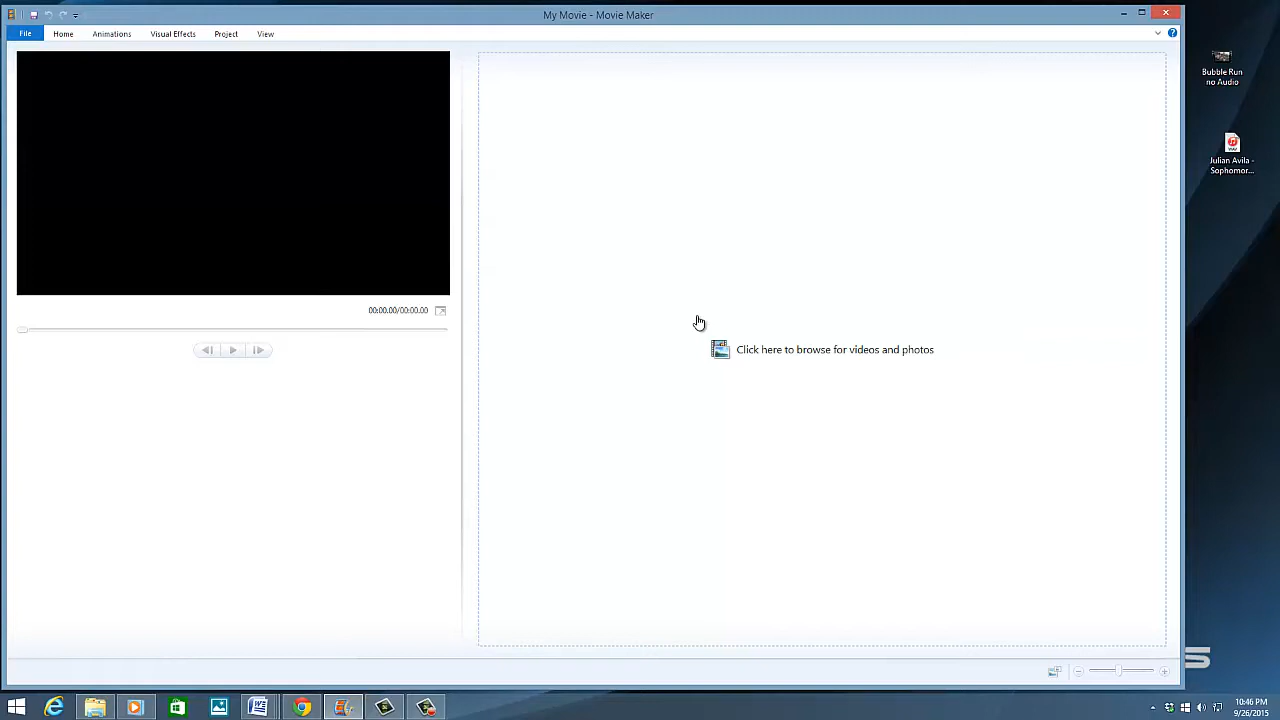 My Movie - Movie Maker
File Home Animations Visual Effects Project View
Bubble Run
no Audio
Julian Avila -
Sophomor...
00:00.00/00:00.00
Click here to browse for videos and photos
10:46 PM
9/26/2015